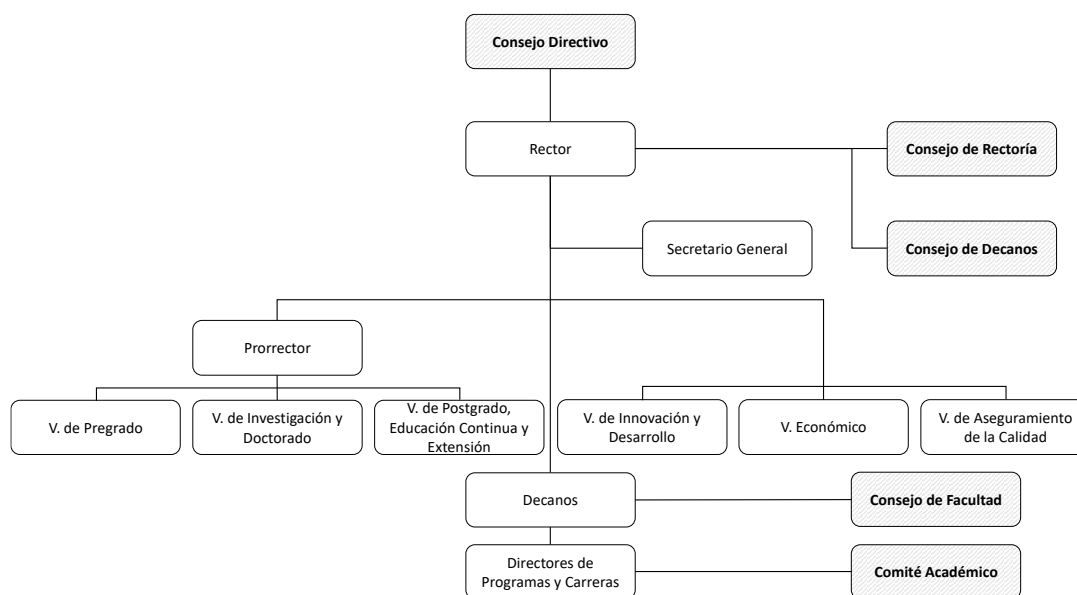 Consejo Directivo
Rector
Consejo de Rectoría
Secretario General
Consejo de Decanos
Prorrector
V. de Pregrado
V. de Investigación y
Doctorado
V. de Postgrado,
Educación Continua y
Extensión
V. de Innovación y
Desarrollo
V. Económico
V. de Aseguramiento
de la Calidad
Decanos
Consejo de Facultad
Directores de
Programas y Carreras
Comité Académico